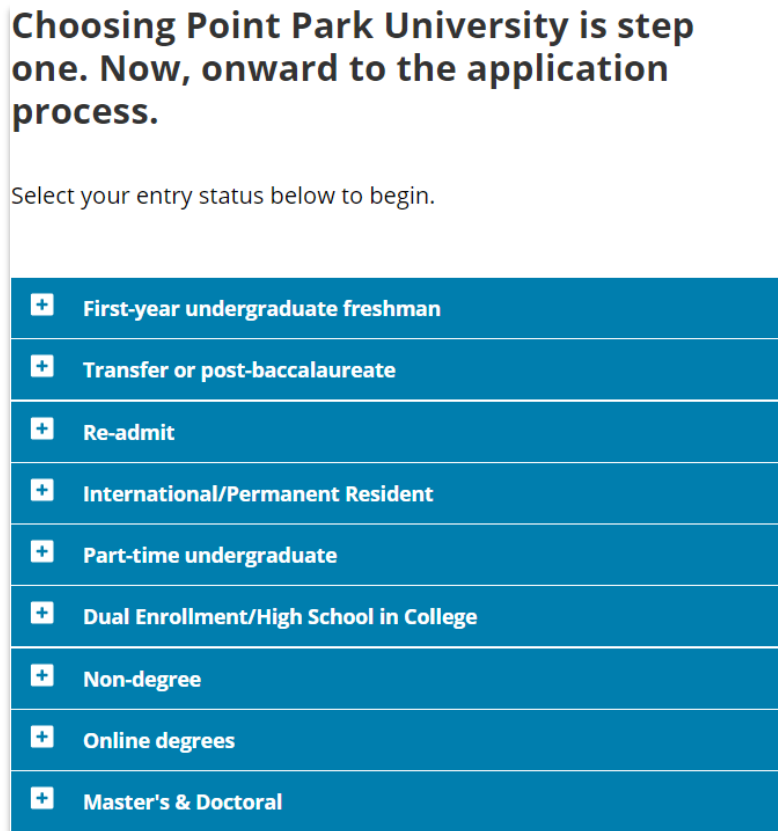 Choosing Point Park University is step
one. Now, onward to the application
process.
Select your entry status below to begin.
First-year undergraduate freshman
Transfer or post-baccalaureate
Re-admit
International/Permanent Resident
Part-time undergraduate
Dual Enrollment/High School in College
Non-degree
Online degrees
Master's & Doctoral